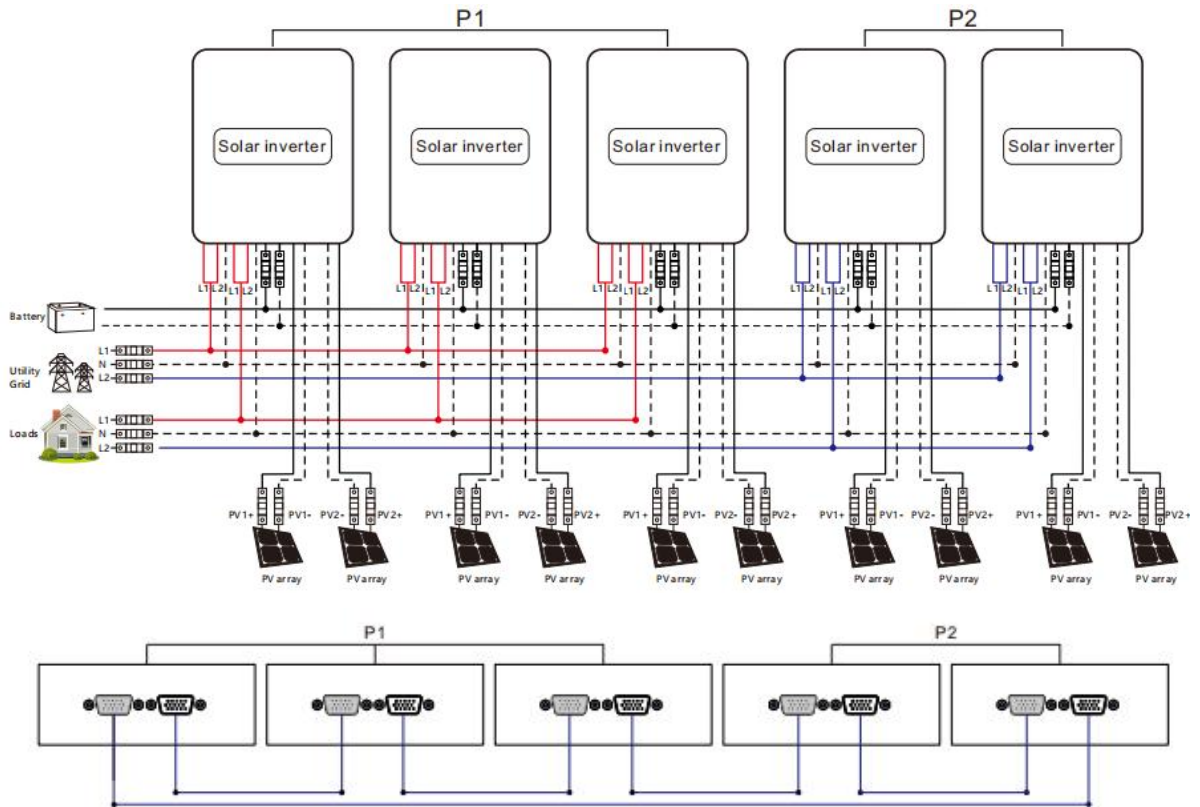 P1 P2
Solar inverter Solar inverter Solar inverter Solar inverter Solar inverter
L1 L2 L1 L2 L1 L2 L1 L2 L1 L2 L1 L2 L1 L2 L1 L2 L1 L2 L1 L2
Battery
L1
Utility N
Grid L2
L1
Loads N
L2
PV1+ PV1- PV2- PV2+ PV1+ PV1- PV2- PV2+ PV1+ PV1- PV2- PV2+ PV1+ PV1- PV2- PV2+ PV1+ PV1- PV2- PV2+
PV array PV array PV array PV array PV array PV array PV array PV array PV array PV array
P1 P2